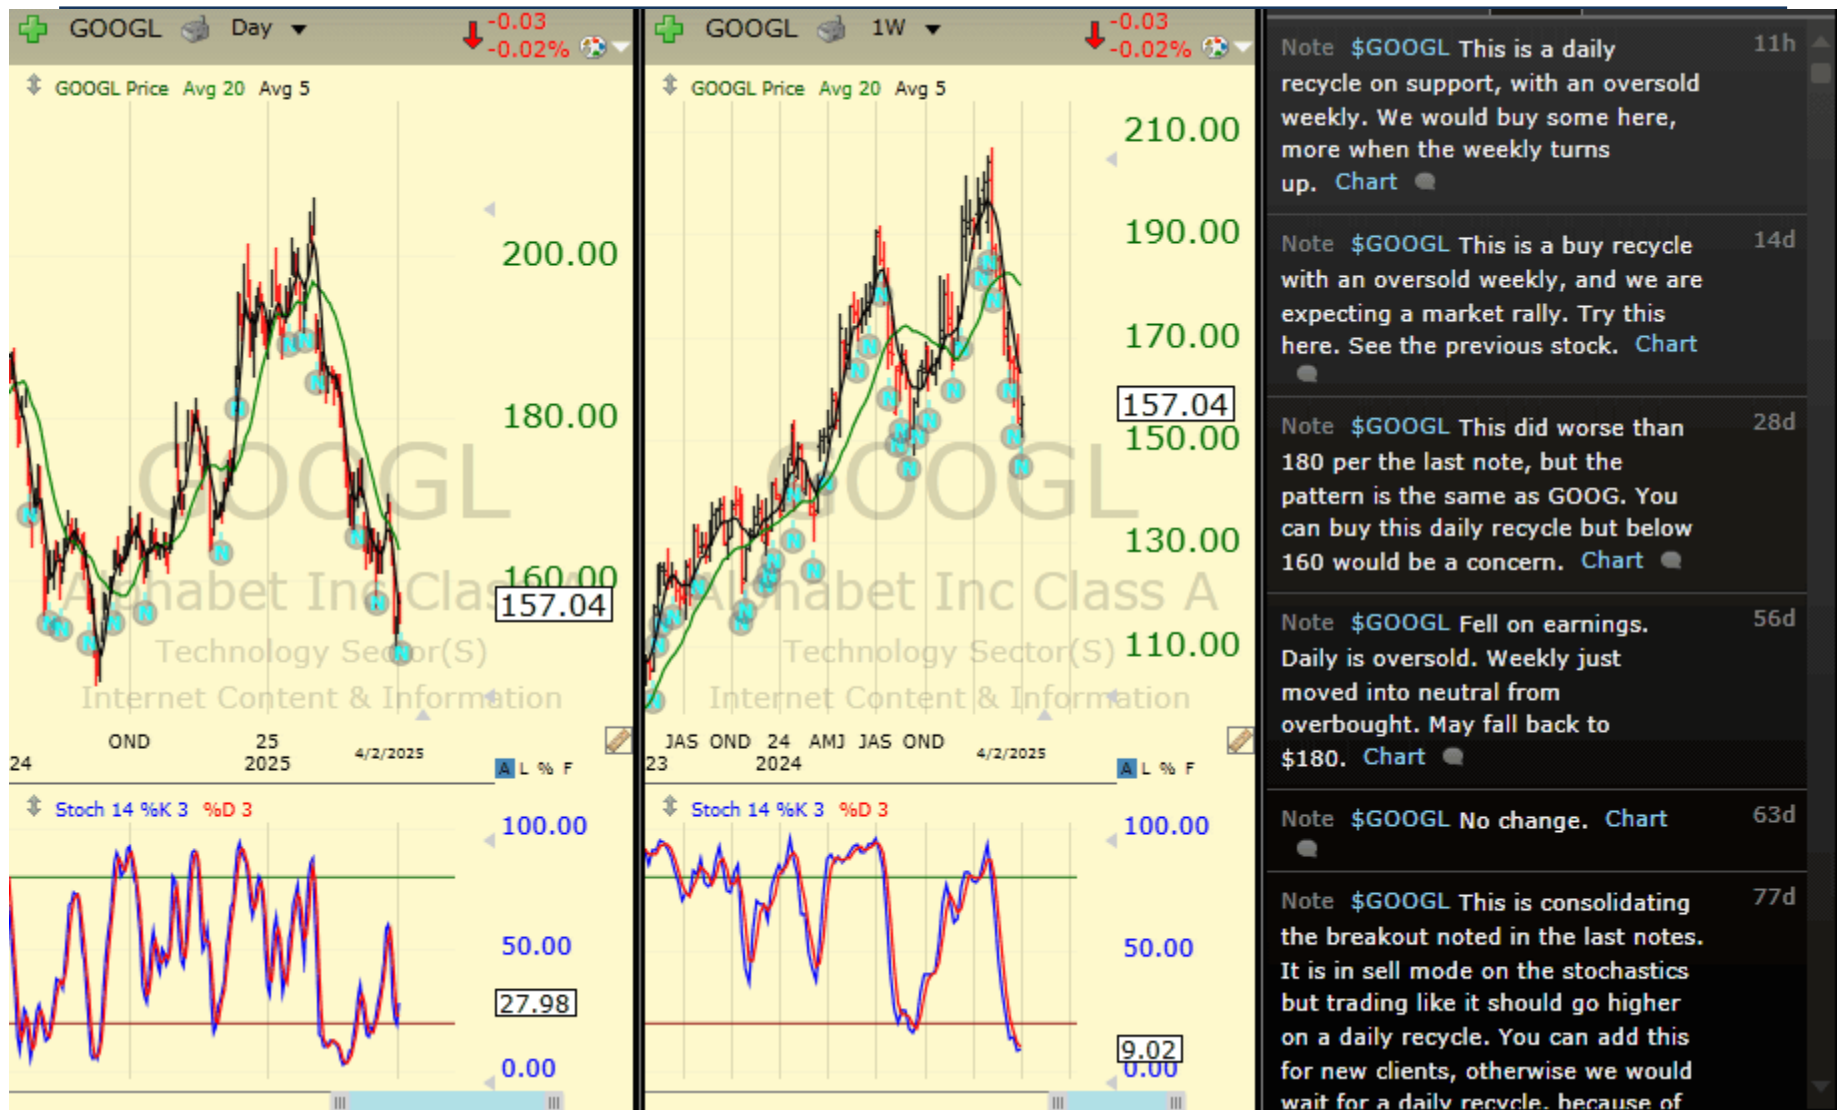 GOOGL Day
-0.03
-0.02%
GOOGL Price Avg 20 Avg 5
200.00
180.00
160.00
157.04
GOOGL
Alphabet Inc Class A
Technology Sector(S)
Internet Content & Information
OND 25
24 2025 4/2/2025
A L % F
Stoch 14 %K 3 %D 3
100.00
50.00
27.98
0.00
GOOGL 1W
-0.03
-0.02%
GOOGL Price Avg 20 Avg 5
210.00
190.00
170.00
157.04
150.00
130.00
110.00
GOOGL
Alphabet Inc Class A
Technology Sector(S)
Internet Content & Information
JAS OND 24 AMJ JAS OND
23 2024 4/2/2025
A L % F
Stoch 14 %K 3 %D 3
100.00
50.00
9.02
0.00
Note $GOOGL This is a daily 11h
recycle on support, with an oversold
weekly. We would buy some here,
more when the weekly turns
up. Chart
Note $GOOGL This is a buy recycle 14d
with an oversold weekly, and we are
expecting a market rally. Try this
here. See the previous stock. Chart
Note $GOOGL This did worse than 28d
180 per the last note, but the
pattern is the same as GOOG. You
can buy this daily recycle but below
160 would be a concern. Chart
Note $GOOGL Fell on earnings. 56d
Daily is oversold. Weekly just
moved into neutral from
overbought. May fall back to
$180. Chart
Note $GOOGL No change. Chart 63d
Note $GOOGL This is consolidating 77d
the breakout noted in the last notes.
It is in sell mode on the stochastics
but trading like it should go higher
on a daily recycle. You can add this
for new clients, otherwise we would
wait for a daily recycle, because of